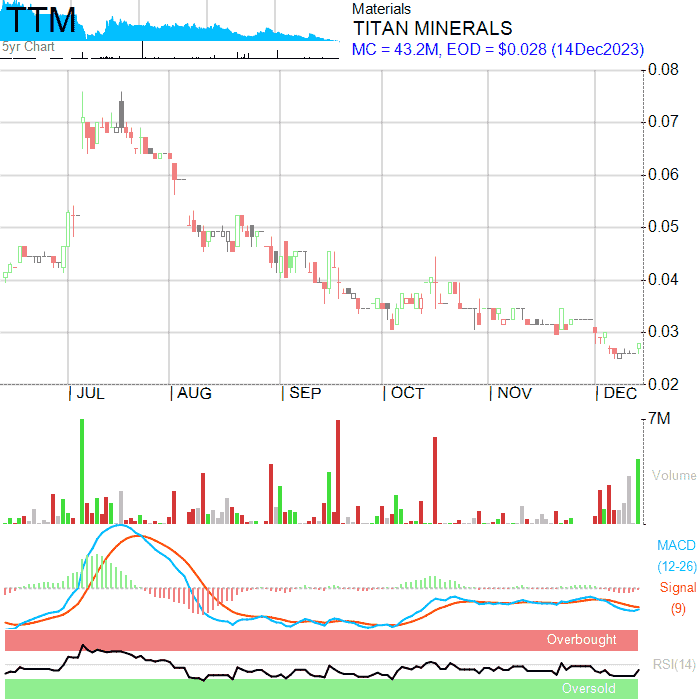 TTM
5yr Chart
Materials
TITAN MINERALS
MC = 43.2M, EOD = $0.028 (14Dec2023)
0.08
0.07
0.06
0.05
0.04
0.03
0.02
JUL AUG SEP OCT NOV DEC
7M
Volume
MACD
(12-26)
Signal
(9)
Overbought
RSI(14)
Oversold